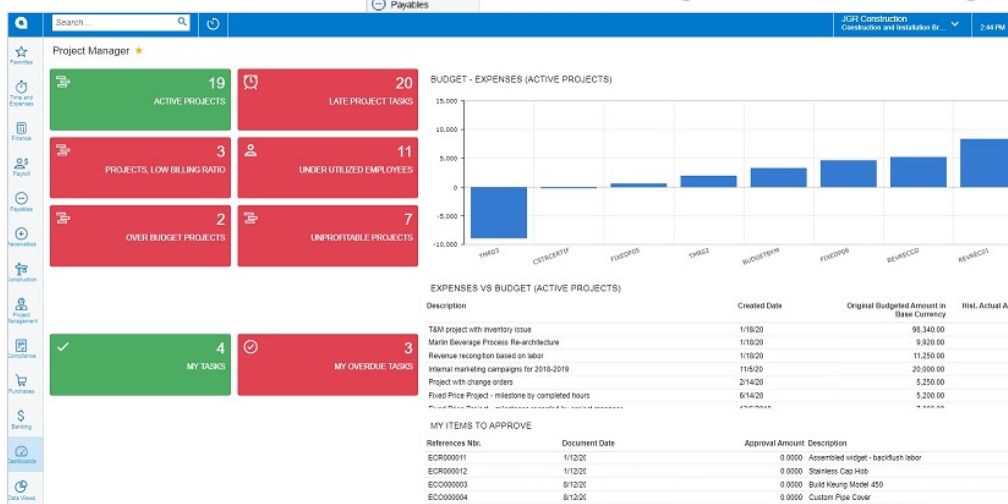 Payables
Search...
JGR Construction
Construction and Installation Br...
2:44 PM
Project Manager
Favorites
Time and
Expenses
Finance
Payroll
Payables
Receivables
Construction
Project
Management
Compliance
Purchases
Banking
Dashboards
Data Views
19
ACTIVE PROJECTS
20
LATE PROJECT TASKS
3
PROJECTS, LOW BILLING RATIO
11
UNDER UTILIZED EMPLOYEES
2
OVER BUDGET PROJECTS
7
UNPROFITABLE PROJECTS
4
MY TASKS
3
MY OVERDUE TASKS
BUDGET - EXPENSES (ACTIVE PROJECTS)
15,000
10,000
5,000
0
-5,000
-10,000
TMR03 CSTRCERTIF FIXEDP05 TMR02 BUDGETBYM FIXEDP06 REVRECCO REVREC01
EXPENSES VS BUDGET (ACTIVE PROJECTS)
Description Created Date Original Budgeted Amount in Base Currency Hist. Actual A
T&M project with inventory issue 1/18/20 98,340.00
Marlin Beverage Process Re-architecture 1/18/20 9,920.00
Revenue recongition based on labor 1/18/20 11,250.00
Internal marketing campaigns for 2018-2019 11/5/20 20,000.00
Project with change orders 2/14/20 5,250.00
Fixed Price Project - milestone by completed hours 6/14/20 5,200.00
MY ITEMS TO APPROVE
References Nbr. Document Date Approval Amount Description
ECR000011 1/12/20 0.0000 Assembled widget - backflush labor
ECR000012 1/12/20 0.0000 Stainless Cap Hob
ECO000003 8/12/20 0.0000 Build Keurig Model 450
ECO000004 8/12/20 0.0000 Custom Pipe Cover